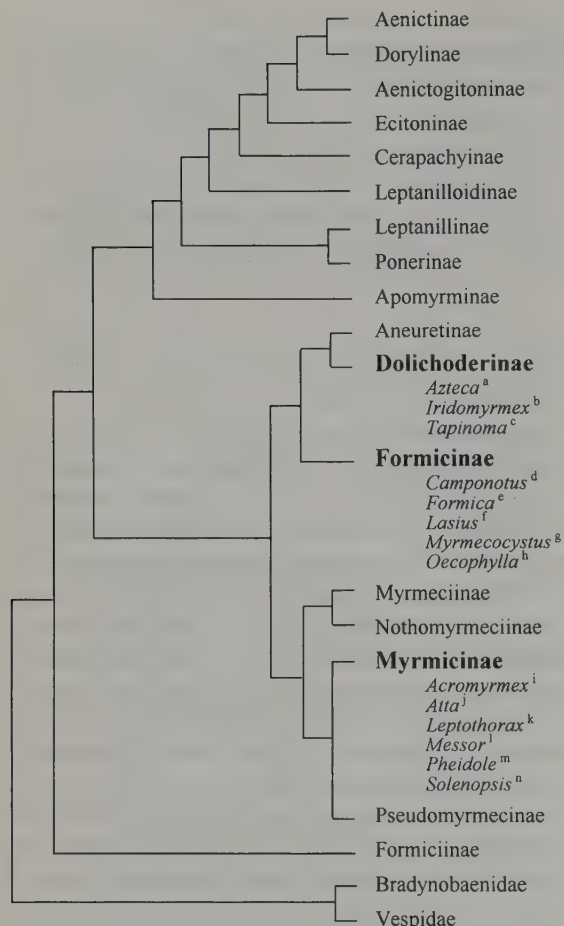 Aenictinae
Dorylinae
Aenictogitoninae
Ecitoninae
Cerapachyinae
Leptanilloidinae
Leptanillinae
Ponerinae
Apomyrminae
Aneuretinae
Dolichoderinae
Azteca a
Iridomyrmex b
Tapinoma c
Formicinae
Camponotus d
Formica e
Lasius f
Myrmecocystus g
Oecophylla h
Myrmeciinae
Nothomyrmeciinae
Myrmicinae
Acromyrmex i
Atta j
Leptothorax k
Messor l
Pheidole m
Solenopsis n
Pseudomyrmecinae
Formiciinae
Bradynobaenidae
Vespidae